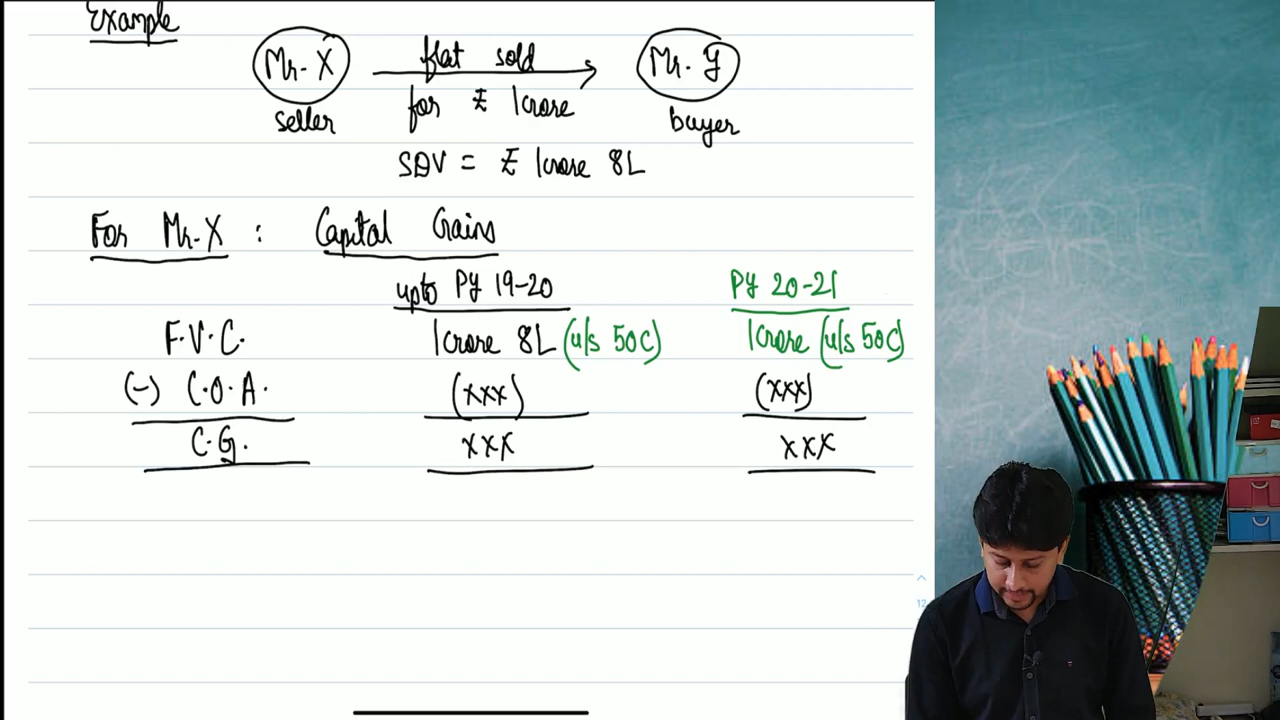 Example
Mr. X flat sold Mr. Y
seller for ₹ 1crore buyer
SDV = ₹ 1crore 8L
For Mr. X : Capital Gains
upto PY 19-20 PY 20-21
F.V.C. 1crore 8L (u/s 50C) 1crore (u/s 50C)
(-) C.O.A. (xxx) (xxx)
C.G. xxx xxx
12